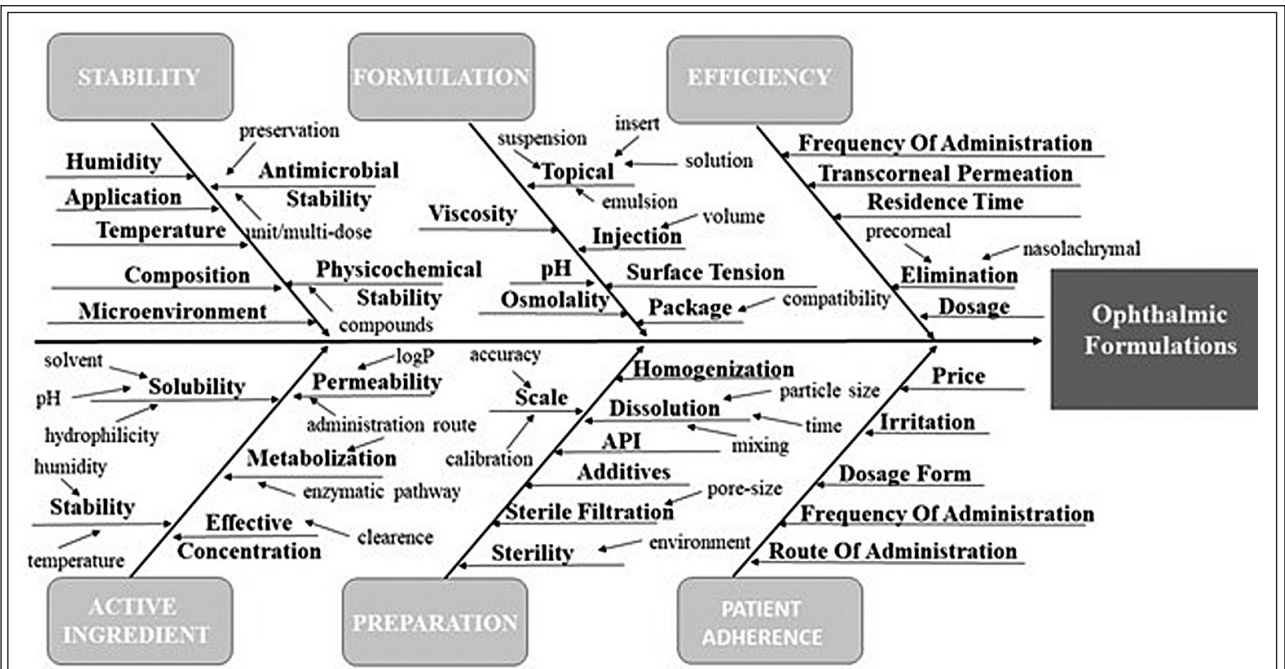 STABILITY
FORMULATION
EFFICIENCY
preservation
Humidity
Antimicrobial
Stability
Application
unit/multi-dose
Temperature
Composition
Physicochemical
Stability
Microenvironment
compounds
suspension
insert
solution
Topical
emulsion
Viscosity
volume
Injection
pH
Surface Tension
Osmolality
Package
compatibility
Frequency Of Administration
Transcorneal Permeation
Residence Time
precorneal
nasolachrymal
Elimination
Dosage
Ophthalmic
Formulations
solvent
pH
Solubility
hydrophilicity
logP
Permeability
administration route
Metabolization
enzymatic pathway
humidity
Stability
temperature
Effective
Concentration
clearence
accuracy
Scale
calibration
Homogenization
particle size
Dissolution
time
mixing
API
Additives
pore-size
Sterile Filtration
environment
Sterility
Price
Irritation
Dosage Form
Frequency Of Administration
Route Of Administration
ACTIVE
INGREDIENT
PREPARATION
PATIENT
ADHERENCE